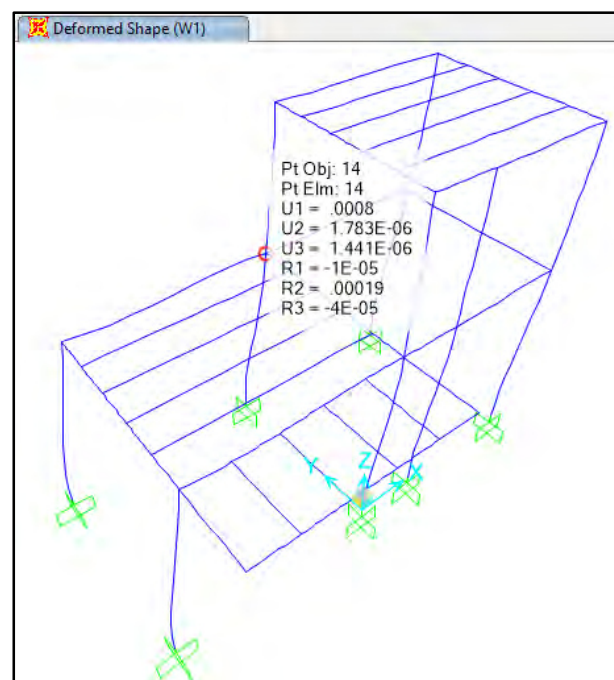 Deformed Shape (W1)
Pt Obj: 14
Pt Elm: 14
U1 = .0008
U2 = 1.783E-06
U3 = 1.441E-06
R1 = -1E-05
R2 = .00019
R3 = -4E-05
Y Z X